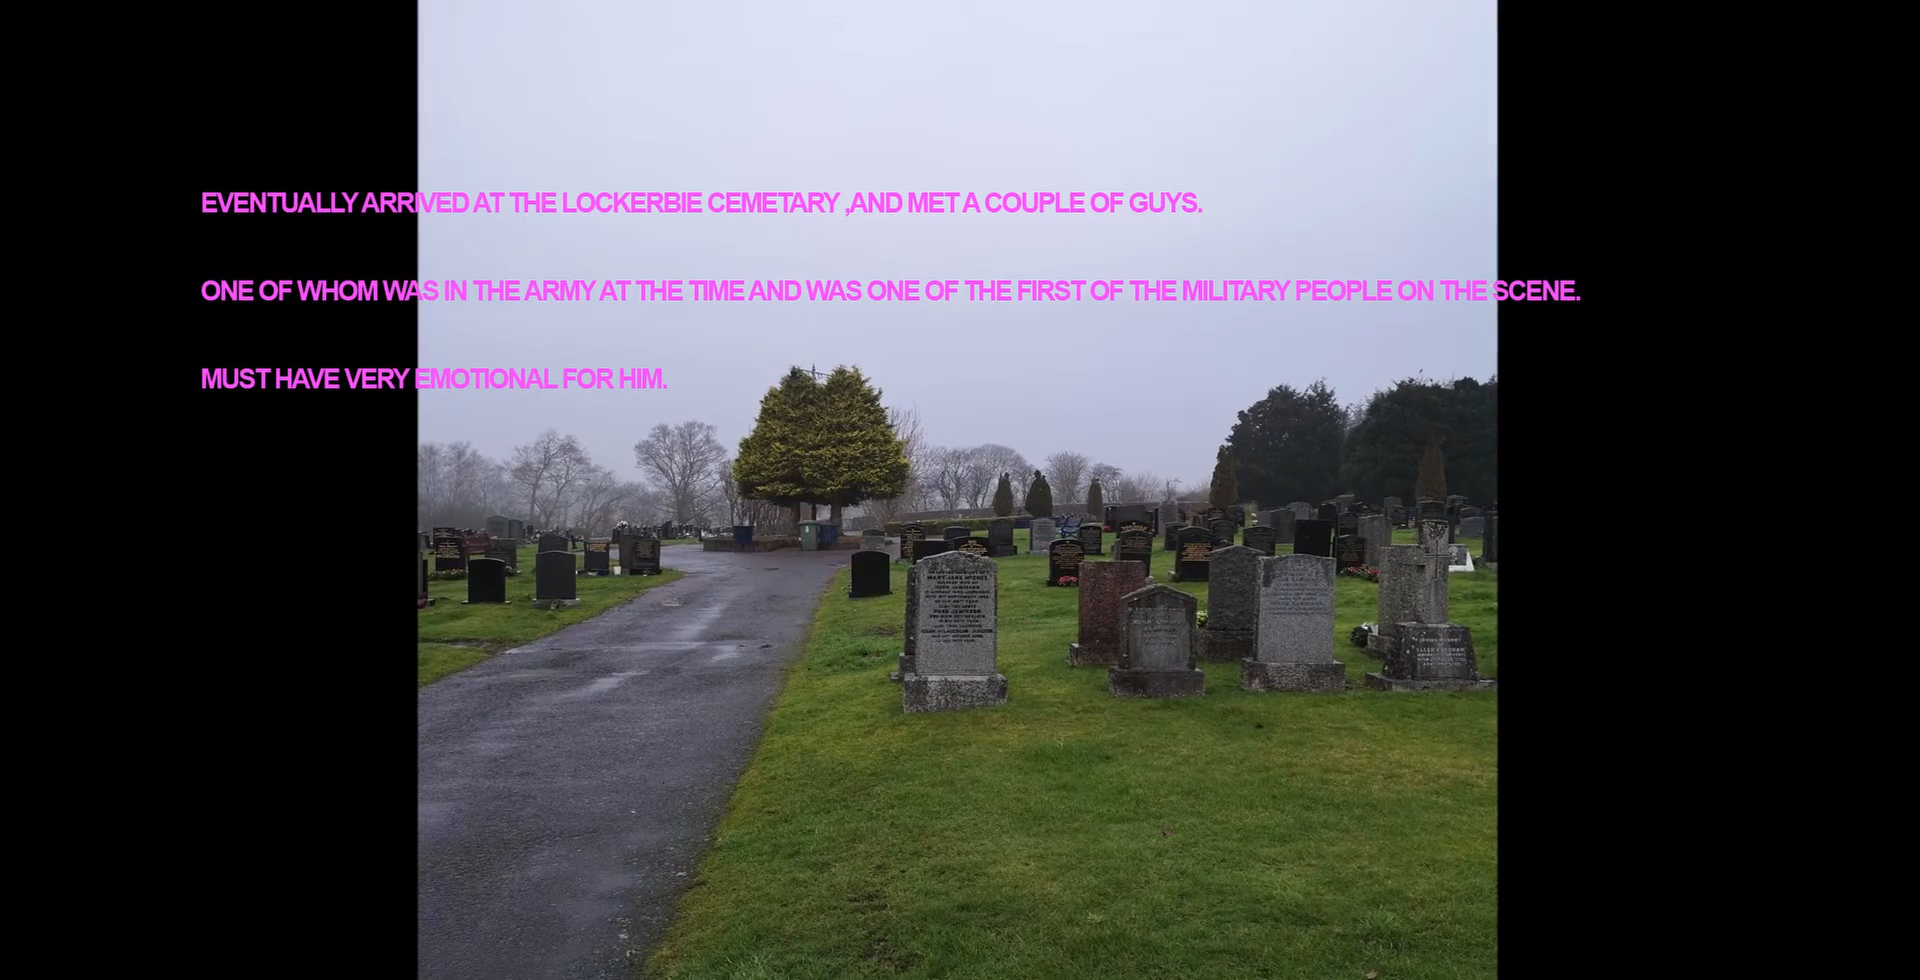 EVENTUALLY ARRIVED AT THE LOCKERBIE CEMETARY ,AND MET A COUPLE OF GUYS.
ONE OF WHOM WAS IN THE ARMY AT THE TIME AND WAS ONE OF THE FIRST OF THE MILITARY PEOPLE ON THE SCENE.
MUST HAVE VERY EMOTIONAL FOR HIM.